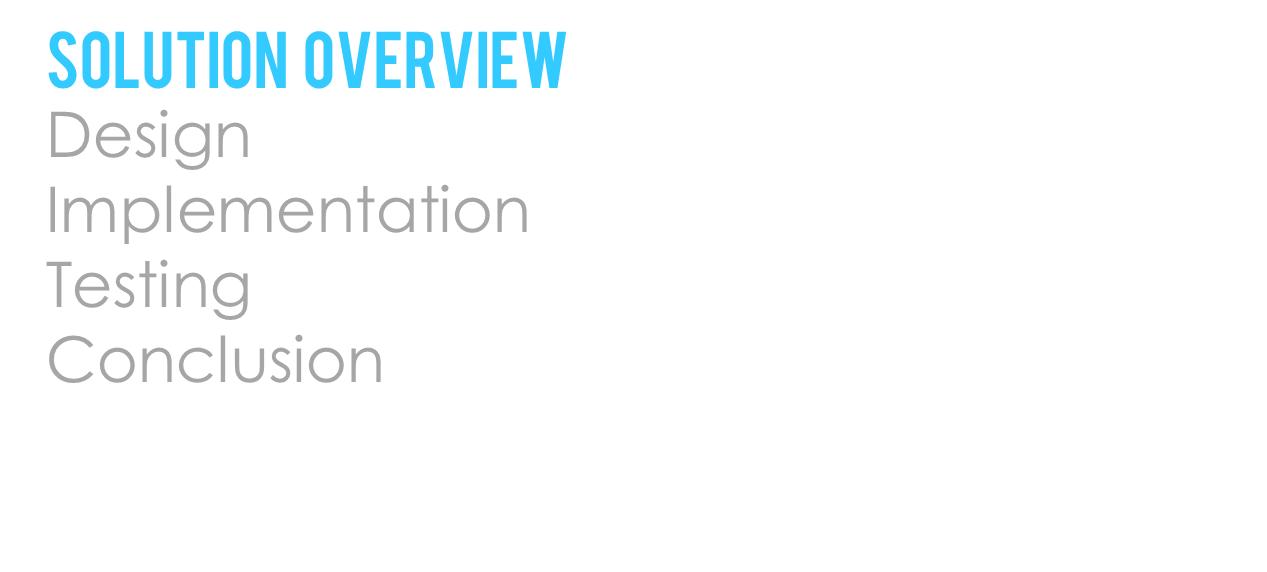 SOLUTION OVERVIEW
Design
Implementation
Testing
Conclusion